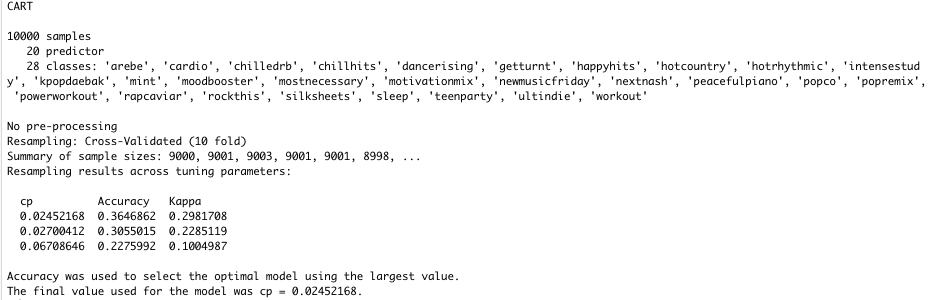 CART
10000 samples
20 predictor
28 classes: 'arebe', 'cardio', 'chilledrb', 'chillhits', 'dancerising', 'getturnt', 'happyhits', 'hotcountry', 'hotrhythmic', 'intensestud
y', 'kpopdaebak', 'mint', 'moodbooster', 'mostnecessary', 'motivationmix', 'newmusicfriday', 'nextnash', 'peacefulpiano', 'popco', 'popremix',
'powerworkout', 'rapcaviar', 'rockthis', 'silksheets', 'sleep', 'teenparty', 'ultindie', 'workout'
No pre-processing
Resampling: Cross-Validated (10 fold)
Summary of sample sizes: 9000, 9001, 9003, 9001, 9001, 8998, ...
Resampling results across tuning parameters:
cp Accuracy Kappa
0.02452168 0.3646862 0.2981708
0.02700412 0.3055015 0.2285119
0.06708646 0.2275992 0.1004987
Accuracy was used to select the optimal model using the largest value.
The final value used for the model was cp = 0.02452168.